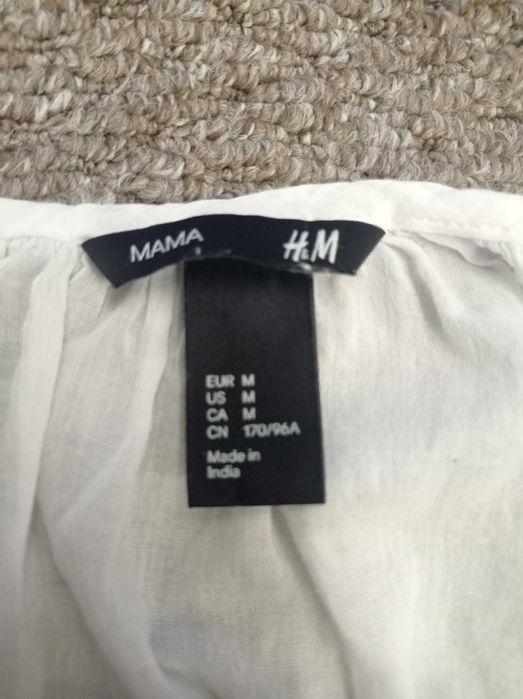 MAMA H&M
EUR M
US M
CA M
CN 170/96A
Made in
India